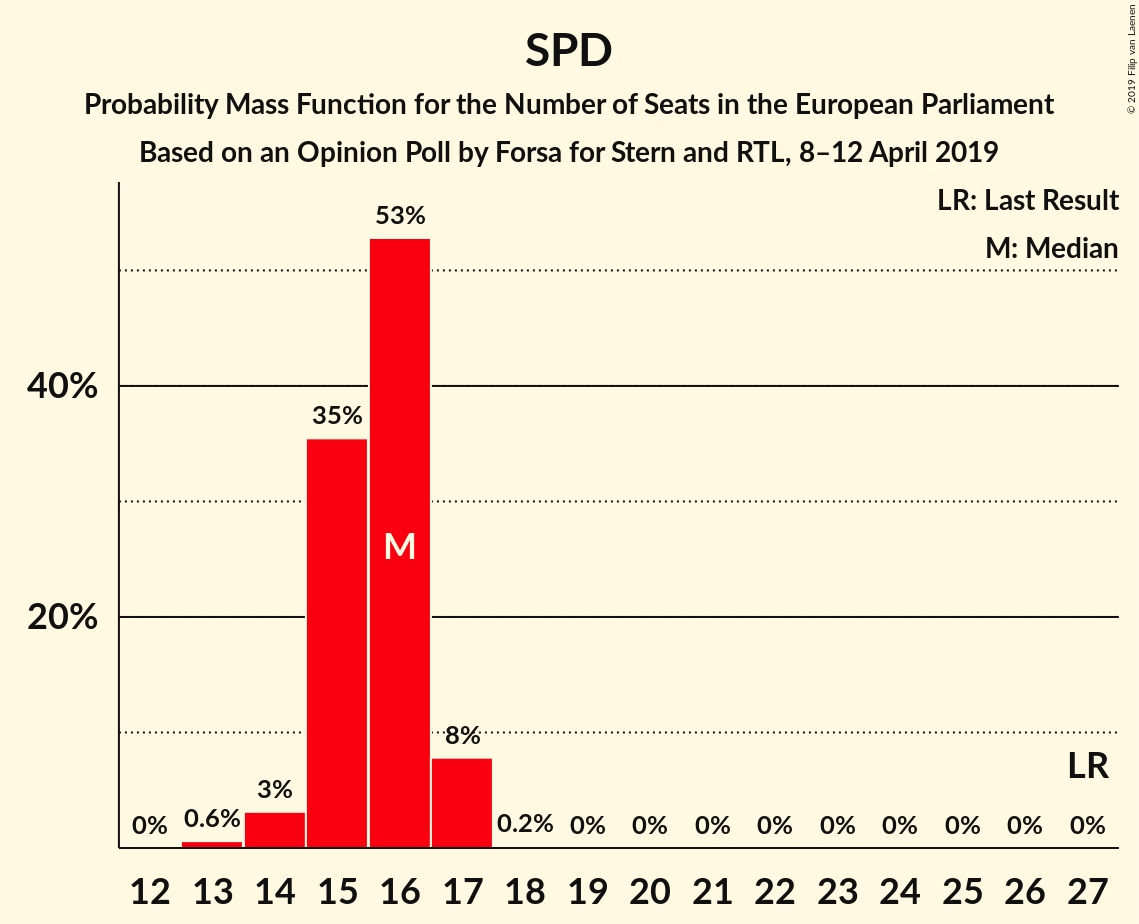 SPD
Probability Mass Function for the Number of Seats in the European Parliament
Based on an Opinion Poll by Forsa for Stern and RTL, 8–12 April 2019
© 2019 Filip van Laenen
LR: Last Result
M: Median
53%
40%
35%
M
20%
8%
LR
3%
0% 0.6% 0.2% 0% 0% 0% 0% 0% 0% 0% 0% 0%
12 13 14 15 16 17 18 19 20 21 22 23 24 25 26 27